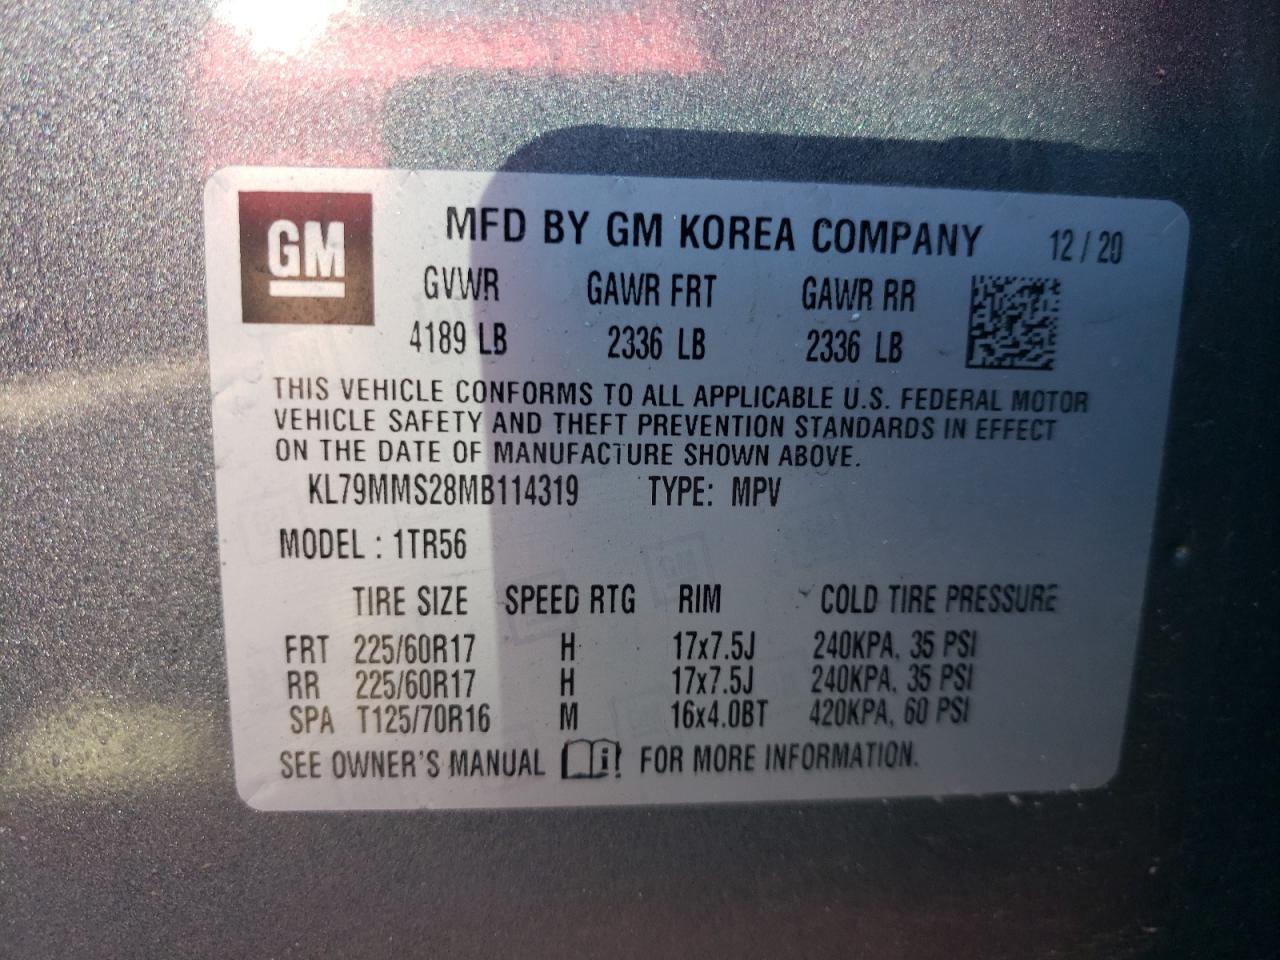 GM
MFD BY GM KOREA COMPANY 12/20
GVWR GAWR FRT GAWR RR
4189 LB 2336 LB 2336 LB
THIS VEHICLE CONFORMS TO ALL APPLICABLE U.S. FEDERAL MOTOR
VEHICLE SAFETY AND THEFT PREVENTION STANDARDS IN EFFECT
ON THE DATE OF MANUFACTURE SHOWN ABOVE.
KL79MMS28MB114319 TYPE: MPV
MODEL : 1TR56
TIRE SIZE SPEED RTG RIM COLD TIRE PRESSURE
FRT 225/60R17 H 17x7.5J 240KPA, 35 PSI
RR 225/60R17 H 17x7.5J 240KPA, 35 PSI
SPA T125/70R16 M 16x4.0BT 420KPA, 60 PSI
SEE OWNER'S MANUAL FOR MORE INFORMATION.